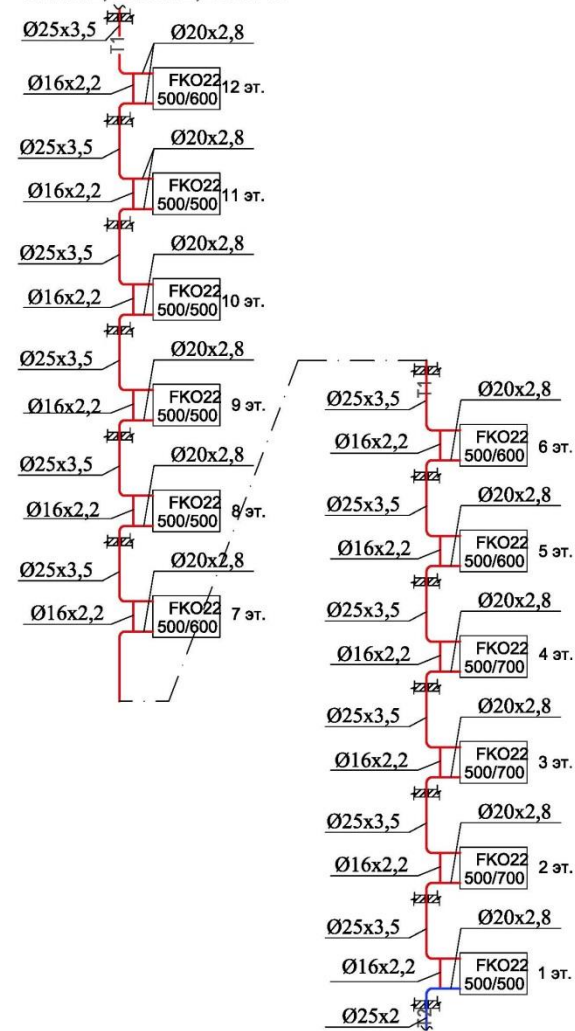 Ø25x3,5
T1
Ø20x2,8
Ø16x2,2
FKO22
500/600
12 эт.
Ø25x3,5
Ø20x2,8
Ø16x2,2
FKO22
500/500
11 эт.
Ø25x3,5
Ø20x2,8
Ø16x2,2
FKO22
500/500
10 эт.
Ø25x3,5
Ø20x2,8
Ø16x2,2
FKO22
500/500
9 эт.
Ø25x3,5
Ø20x2,8
Ø16x2,2
FKO22
500/500
8 эт.
Ø25x3,5
Ø20x2,8
Ø16x2,2
FKO22
500/600
7 эт.
T1
Ø25x3,5
Ø20x2,8
Ø16x2,2
FKO22
500/600
6 эт.
Ø25x3,5
Ø20x2,8
Ø16x2,2
FKO22
500/600
5 эт.
Ø25x3,5
Ø20x2,8
Ø16x2,2
FKO22
500/700
4 эт.
Ø25x3,5
Ø20x2,8
Ø16x2,2
FKO22
500/700
3 эт.
Ø25x3,5
Ø20x2,8
Ø16x2,2
FKO22
500/700
2 эт.
Ø25x3,5
Ø20x2,8
Ø16x2,2
FKO22
500/500
1 эт.
Ø25x2